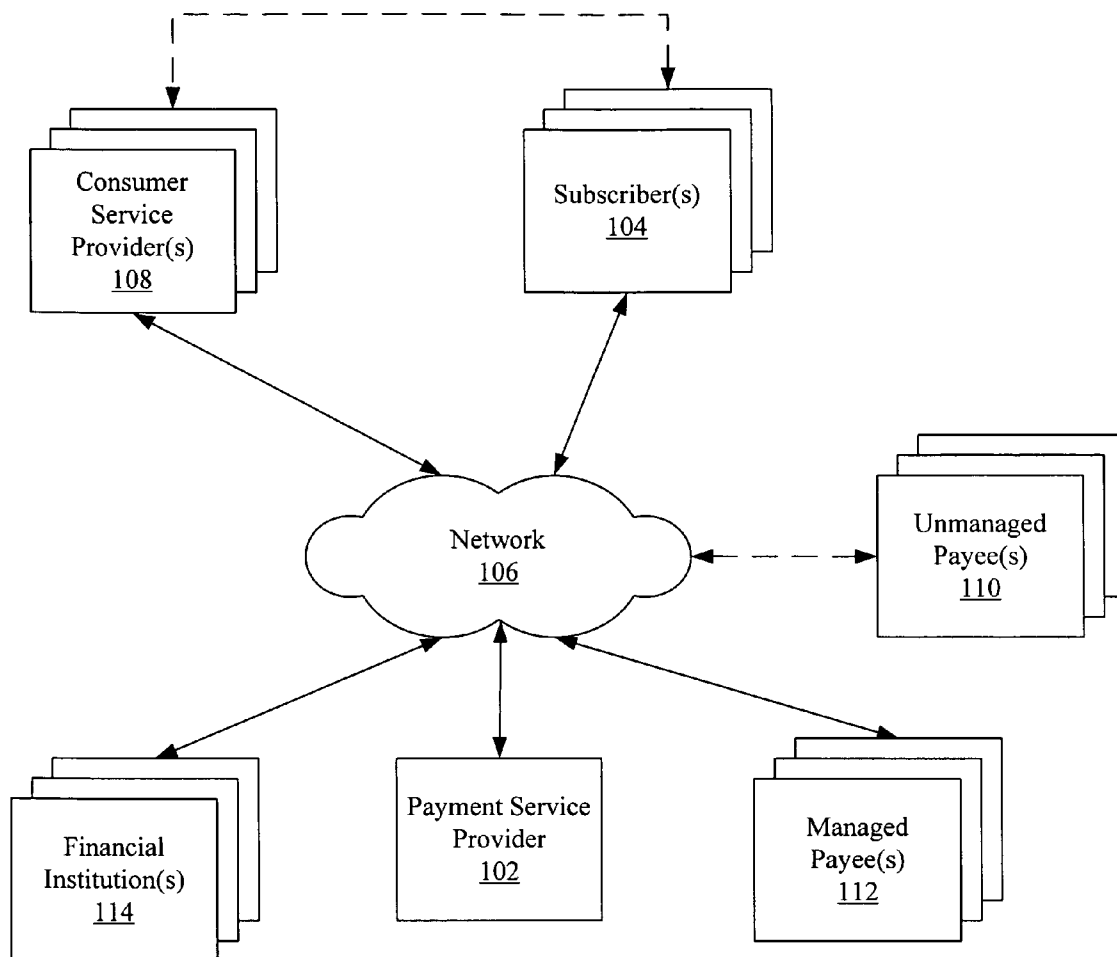 Consumer
Service
Provider(s)
108
Subscriber(s)
104
Network
106
Unmanaged
Payee(s)
110
Financial
Institution(s)
114
Payment Service
Provider
102
Managed
Payee(s)
112